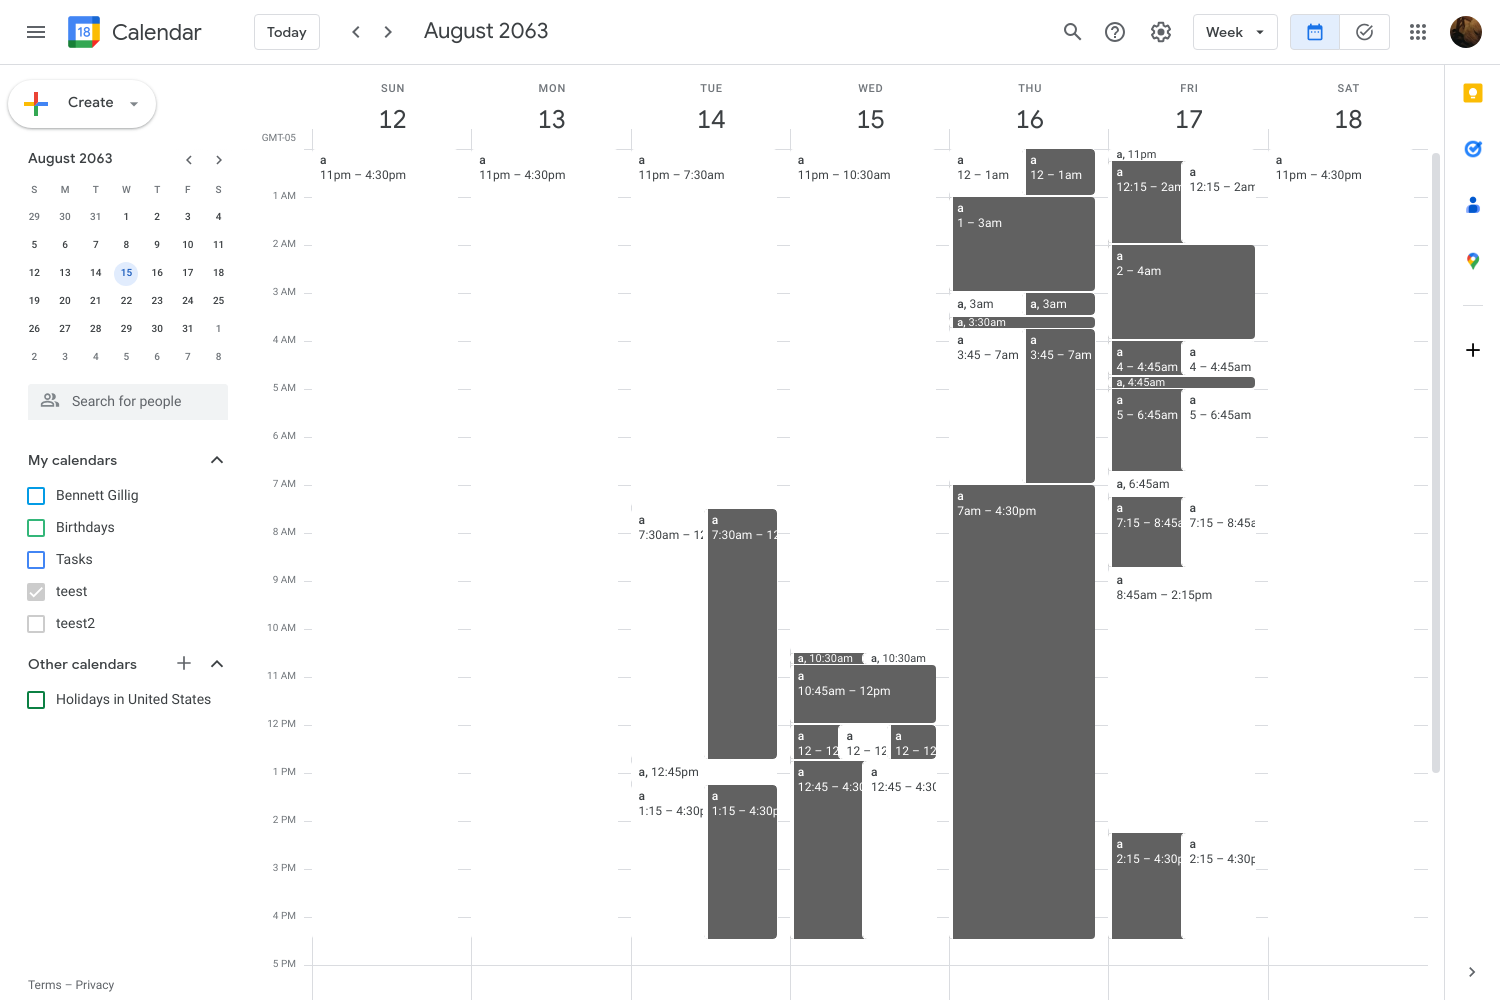 18 Calendar Today August 2063 Week
Create
August 2063
S M T W T F S
29 30 31 1 2 3 4
5 6 7 8 9 10 11
12 13 14 15 16 17 18
19 20 21 22 23 24 25
26 27 28 29 30 31 1
2 3 4 5 6 7 8
Search for people
My calendars
Bennett Gillig
Birthdays
Tasks
teest
teest2
Other calendars
Holidays in United States
Terms – Privacy
SUN MON TUE WED THU FRI SAT
12 13 14 15 16 17 18
GMT-05
1 AM
2 AM
3 AM
4 AM
5 AM
6 AM
7 AM
8 AM
9 AM
10 AM
11 AM
12 PM
1 PM
2 PM
3 PM
4 PM
5 PM
a
11pm – 4:30pm
a
11pm – 4:30pm
a
11pm – 7:30am
a
7:30am – 12
a
7:30am – 12
a, 12:45pm
a
1:15 – 4:30p
a
1:15 – 4:30p
a
11pm – 10:30am
a, 10:30am
a, 10:30am
a
10:45am – 12pm
a
12 – 12
a
12 – 12
a
12 – 12
a
12:45 – 4:30
a
12:45 – 4:30
a
12 – 1am
a
12 – 1am
a
1 – 3am
a, 3am
a, 3am
a, 3:30am
a
3:45 – 7am
a
3:45 – 7am
a
7am – 4:30pm
a, 11pm
a
12:15 – 2am
a
12:15 – 2am
a
2 – 4am
a
4 – 4:45am
a
4 – 4:45am
a, 4:45am
a
5 – 6:45am
a
5 – 6:45am
a, 6:45am
a
7:15 – 8:45a
a
7:15 – 8:45a
a
8:45am – 2:15pm
a
2:15 – 4:30p
a
2:15 – 4:30p
a
11pm – 4:30pm